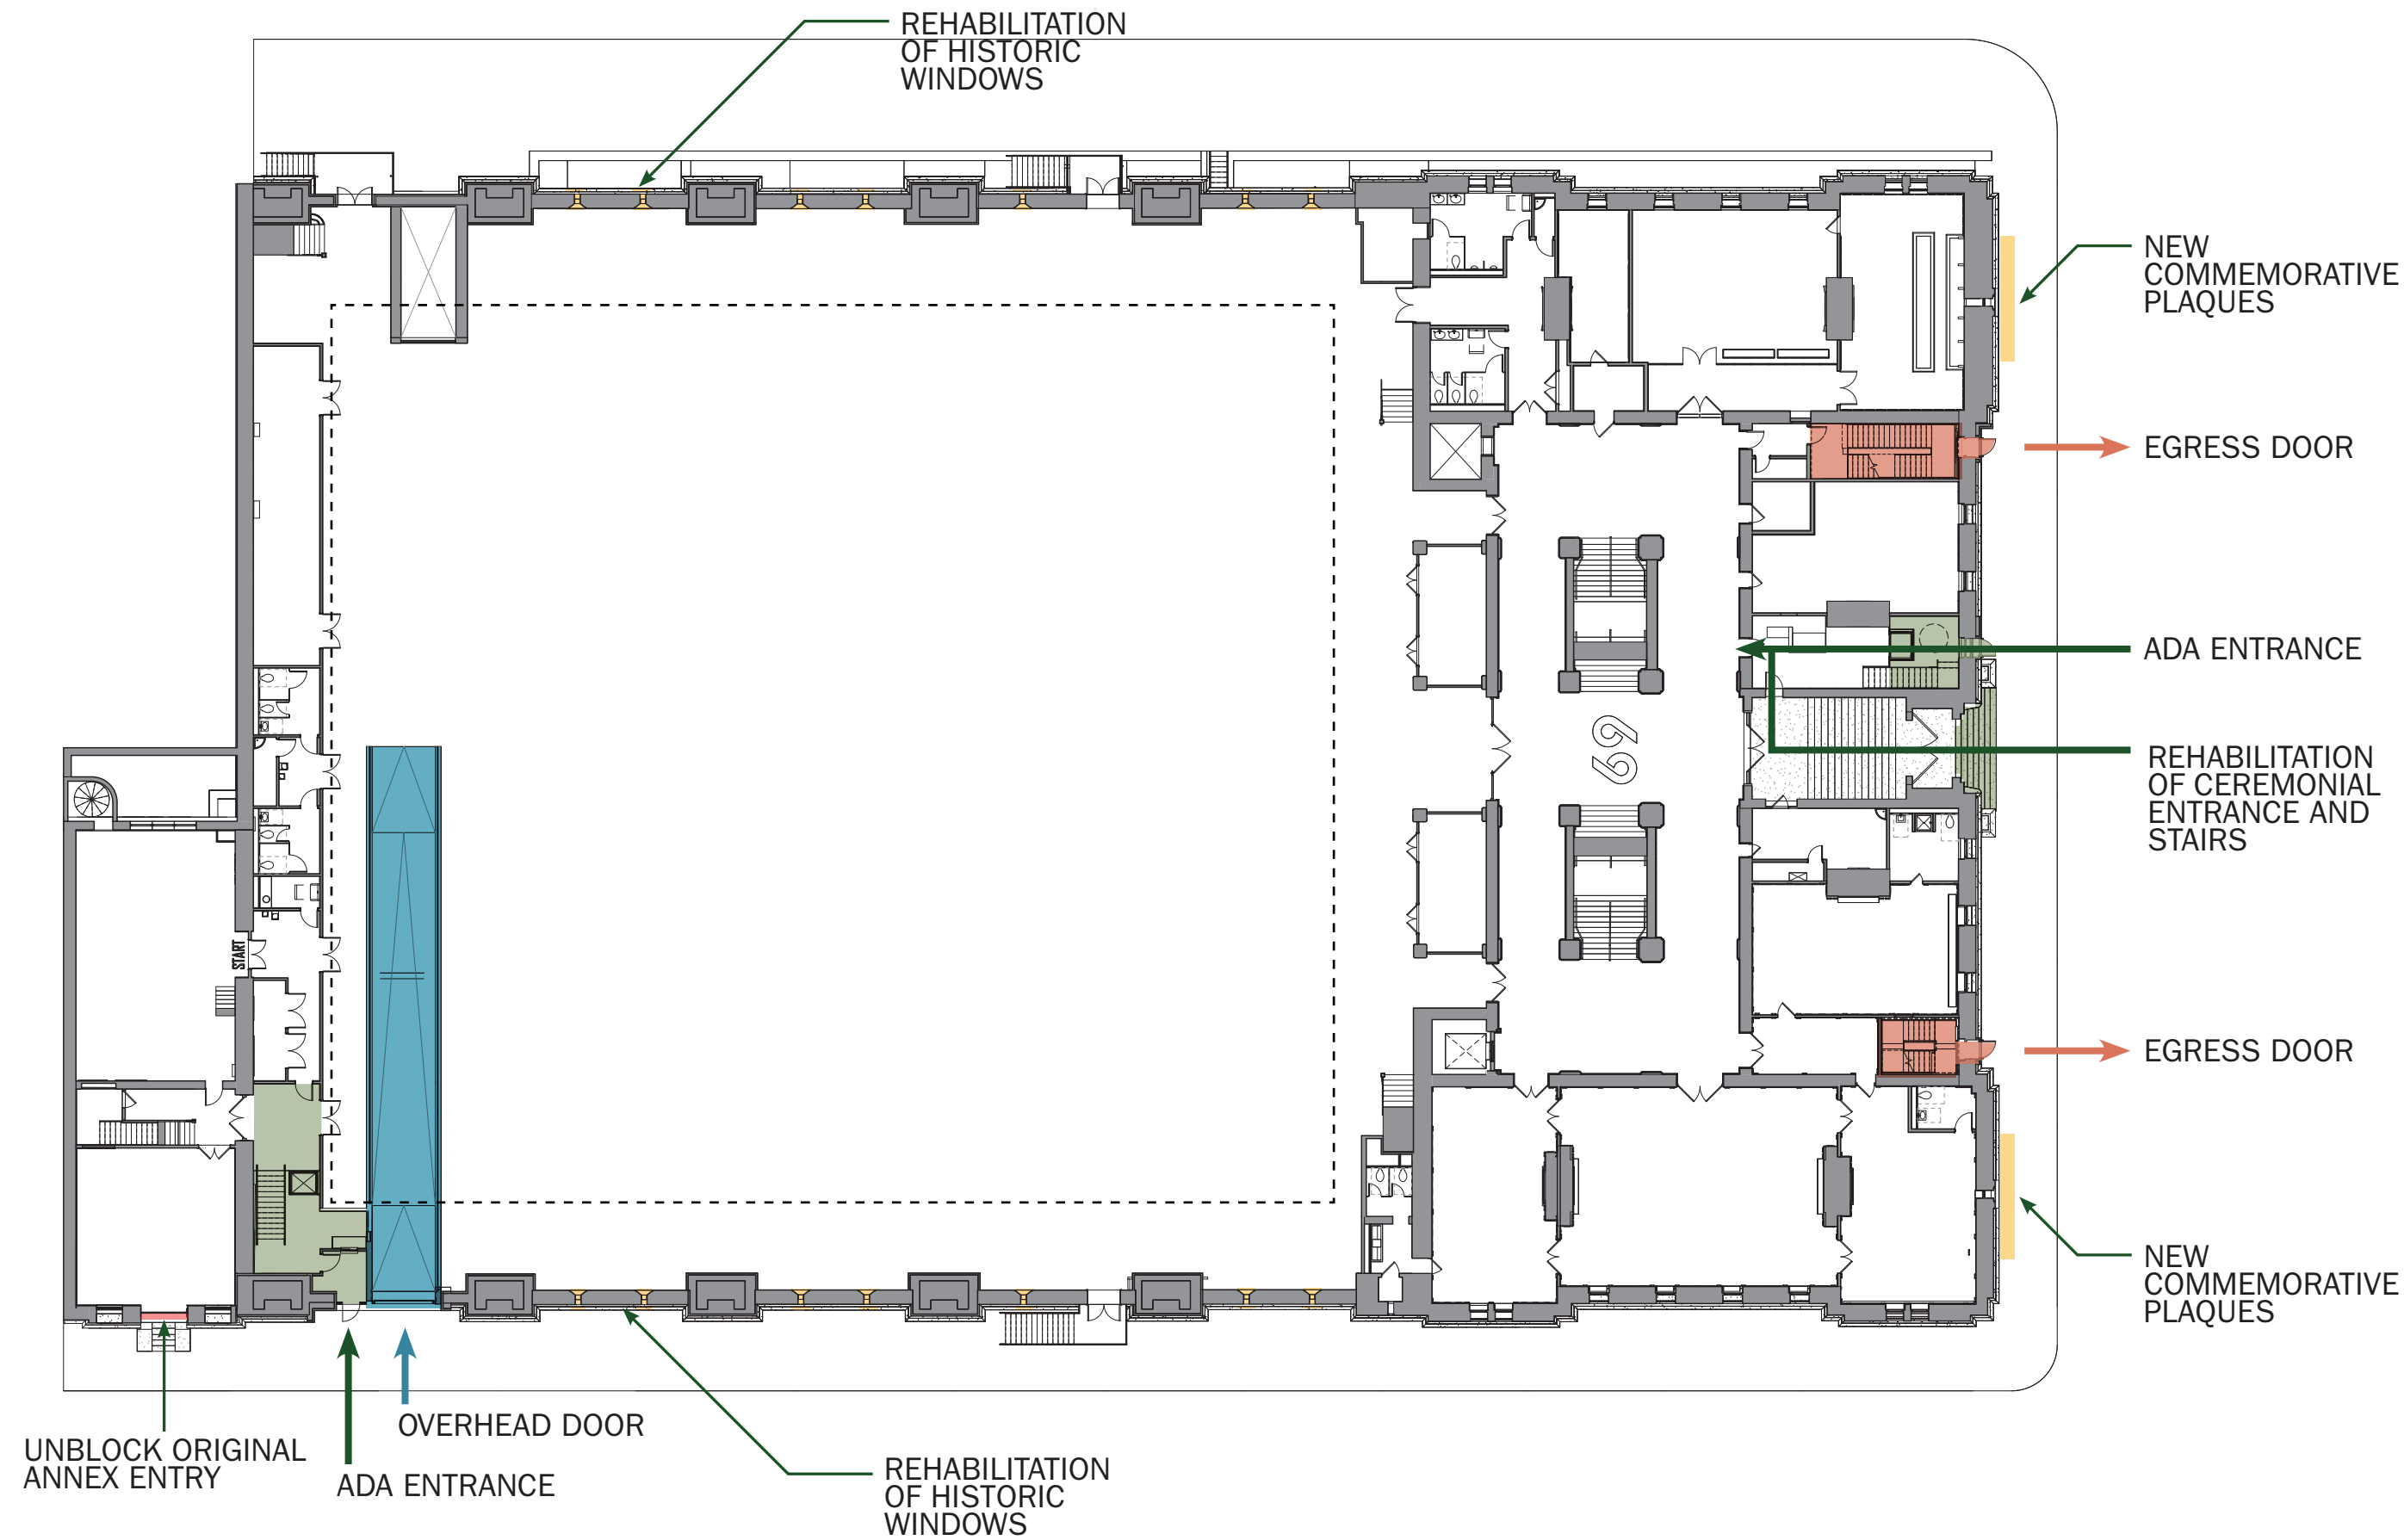 REHABILITATION
OF HISTORIC
WINDOWS
NEW
COMMEMORATIVE
PLAQUES
EGRESS DOOR
ADA ENTRANCE
69
REHABILITATION
OF CEREMONIAL
ENTRANCE AND
STAIRS
START
EGRESS DOOR
NEW
COMMEMORATIVE
PLAQUES
OVERHEAD DOOR
UNBLOCK ORIGINAL
ANNEX ENTRY
ADA ENTRANCE
REHABILITATION
OF HISTORIC
WINDOWS